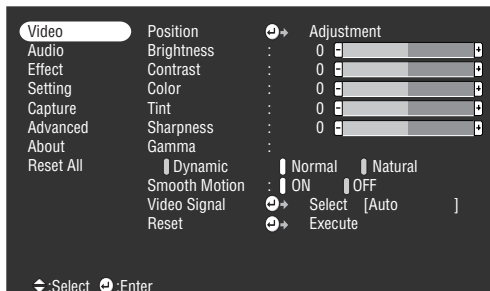 Video Position Adjustment
Audio Brightness : 0 - +
Effect Contrast : 0 - +
Setting Color : 0 - +
Capture Tint : 0 - +
Advanced Sharpness : 0 - +
About Gamma :
Reset All Dynamic Normal Natural
Smooth Motion : ON OFF
Video Signal Select [Auto ]
Reset Execute
:Select :Enter